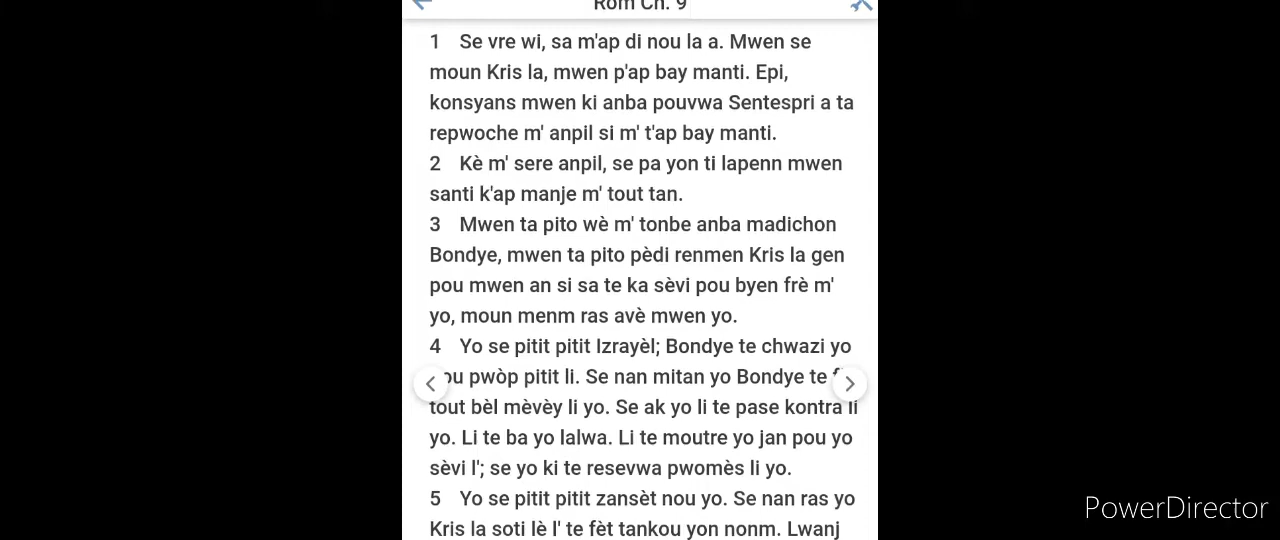 Rom Ch. 9
1 Se vre wi, sa m'ap di nou la a. Mwen se
moun Kris la, mwen p'ap bay manti. Epi,
konsyans mwen ki anba pouvwa Sentespri a ta
repwoche m' anpil si m' t'ap bay manti.
2 Kè m' sere anpil, se pa yon ti lapenn mwen
santi k'ap manje m' tout tan.
3 Mwen ta pito wè m' tonbe anba madichon
Bondye, mwen ta pito pèdi renmen Kris la gen
pou mwen an si sa te ka sèvi pou byen frè m'
yo, moun menm ras avè mwen yo.
4 Yo se pitit pitit Izrayèl; Bondye te chwazi yo
pwòp pitit li. Se nan mitan yo Bondye te
tout bèl mèvèy li yo. Se ak yo li te pase kontra li
yo. Li te ba yo lalwa. Li te moutre yo jan pou yo
sèvi l'; se yo ki te resevwa pwomès li yo.
5 Yo se pitit pitit zansèt nou yo. Se nan ras yo
Kris la soti lè l' te fèt tankou yon nonm. Lwanj
PowerDirector